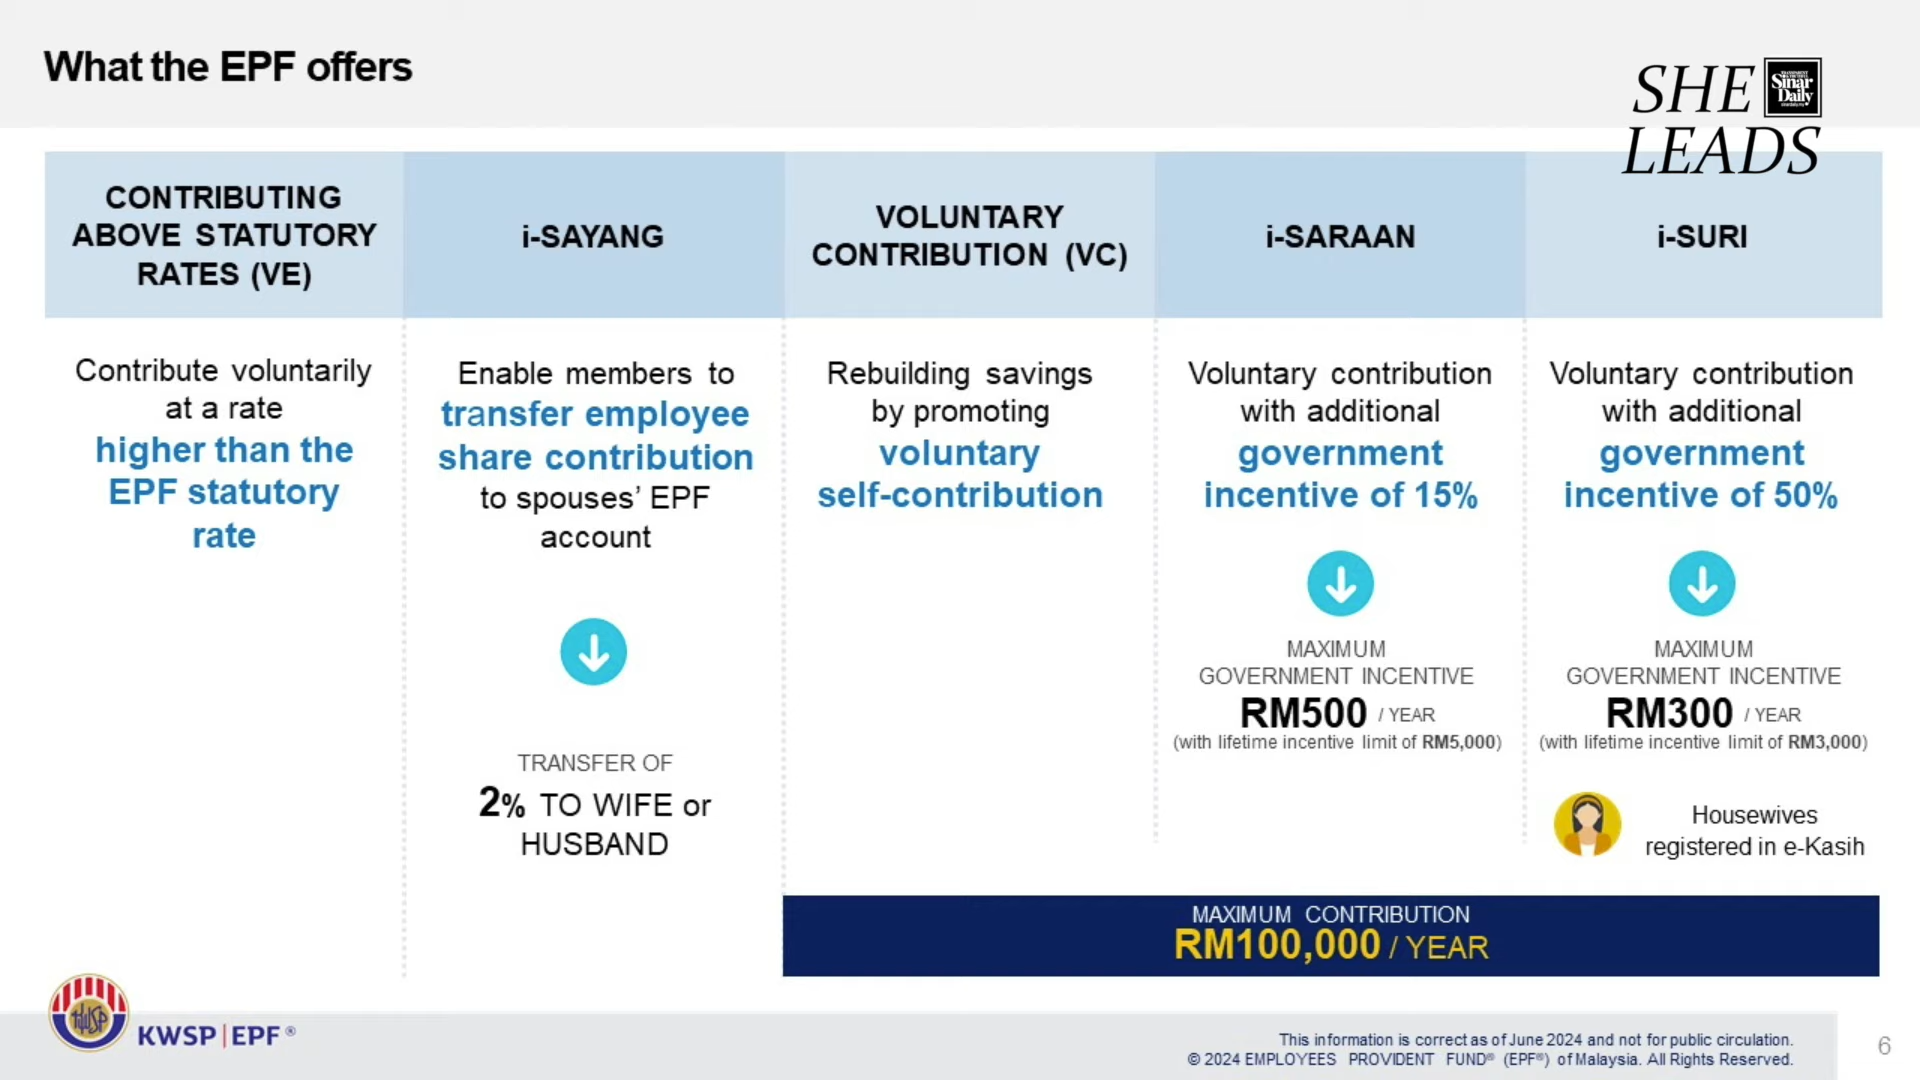 What the EPF offers
SHE
Sinar
Daily
LEADS
CONTRIBUTING
ABOVE STATUTORY
RATES (VE)
i-SAYANG
VOLUNTARY
CONTRIBUTION (VC)
i-SARAAN
i-SURI
Contribute voluntarily
at a rate
higher than the
EPF statutory
rate
Enable members to
transfer employee
share contribution
to spouses’ EPF
account
TRANSFER OF
2% TO WIFE or
HUSBAND
Rebuilding savings
by promoting
voluntary
self-contribution
Voluntary contribution
with additional
government
incentive of 15%
MAXIMUM
GOVERNMENT INCENTIVE
RM500 / YEAR
(with lifetime incentive limit of RM5,000)
Voluntary contribution
with additional
government
incentive of 50%
MAXIMUM
GOVERNMENT INCENTIVE
RM300 / YEAR
(with lifetime incentive limit of RM3,000)
Housewives
registered in e-Kasih
MAXIMUM CONTRIBUTION
RM100,000 / YEAR
KWSP
KWSP | EPF ®
This information is correct as of June 2024 and not for public circulation.
© 2024 EMPLOYEES PROVIDENT FUND® (EPF®) of Malaysia. All Rights Reserved.
6